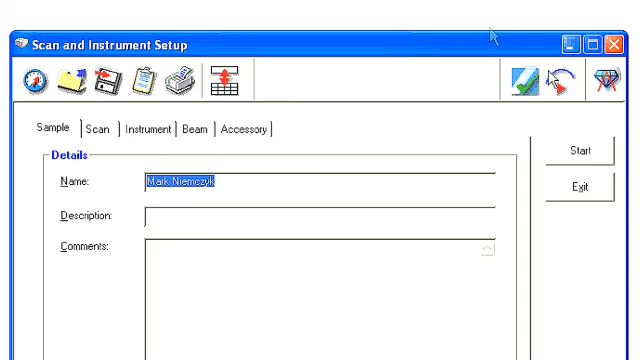 Scan and Instrument Setup
Sample Scan Instrument Beam Accessory
Details
Name: Mark Niemczyk
Description:
Comments:
Start
Exit